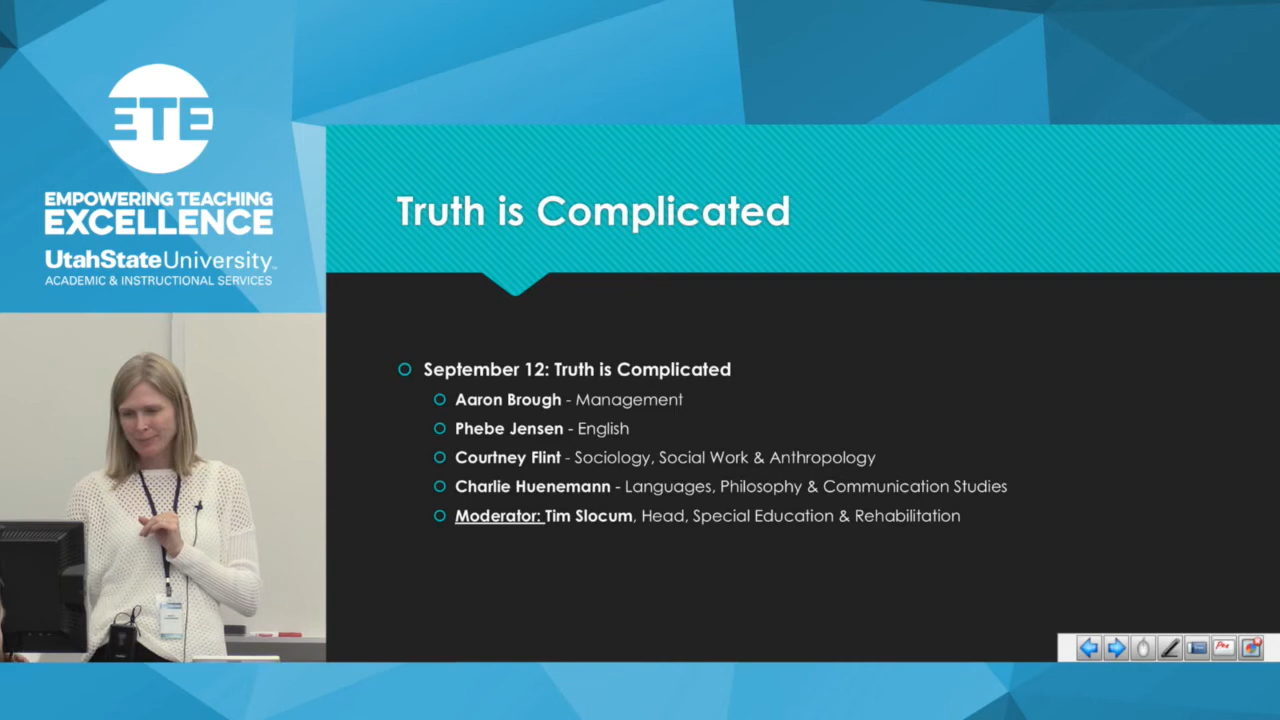 ETE
EMPOWERING TEACHING
EXCELLENCE
UtahStateUniversity™
ACADEMIC & INSTRUCTIONAL SERVICES
Truth is Complicated
September 12: Truth is Complicated
Aaron Brough - Management
Phebe Jensen - English
Courtney Flint - Sociology, Social Work & Anthropology
Charlie Huenemann - Languages, Philosophy & Communication Studies
Moderator: Tim Slocum, Head, Special Education & Rehabilitation